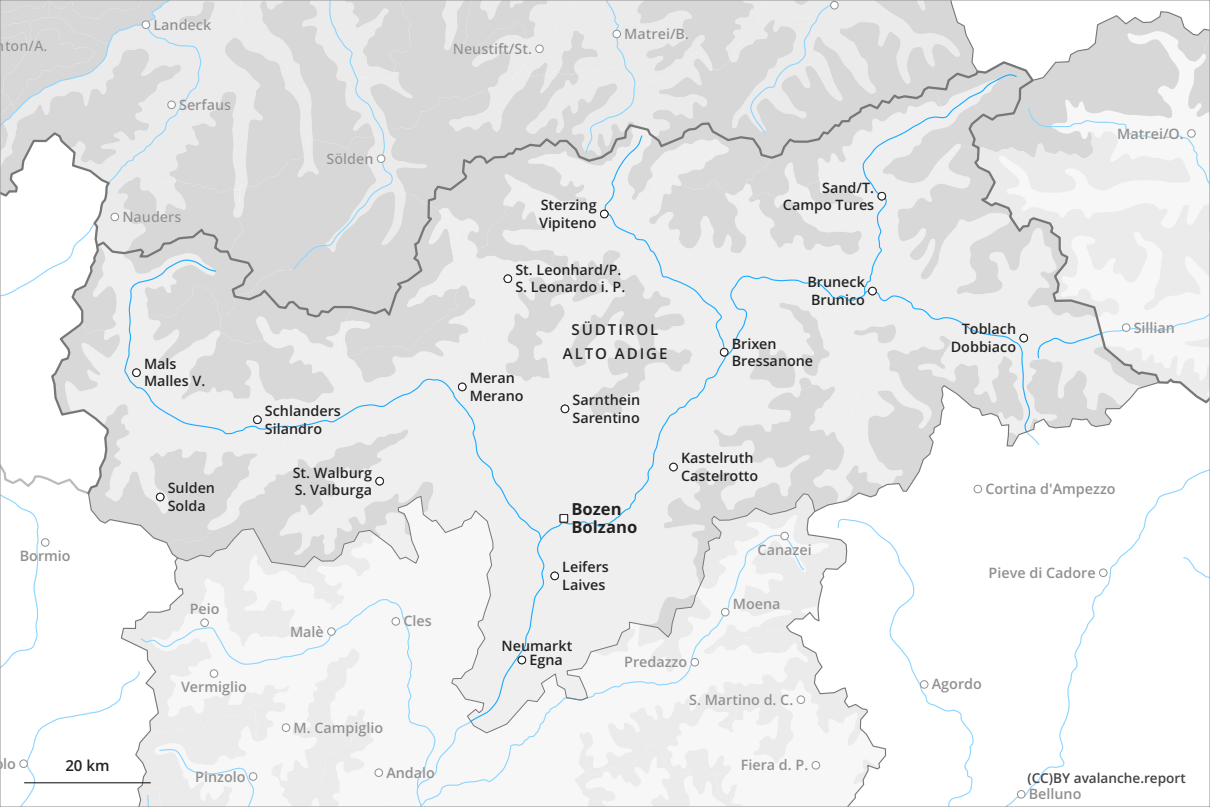 Landeck
Matrei/B.
nton/A.
Neustift/St.
Serfaus
Matrei/O.
Sölden
Sand/T.
Campo Tures
Sterzing
Vipiteno
Nauders
St. Leonhard/P.
S. Leonardo i. P.
Bruneck
Brunico
SÜDTIROL
ALTO ADIGE
Toblach
Dobbiaco
Sillian
Brixen
Bressanone
Mals
Malles V.
Meran
Merano
Sarnthein
Sarentino
Schlanders
Silandro
Kastelruth
Castelrotto
St. Walburg
S. Valburga
Sulden
Solda
Cortina d'Ampezzo
Bozen
Bolzano
Bormio
Canazei
Leifers
Laives
Pieve di Cadore
Peio
Moena
Malè
Cles
Neumarkt
Egna
Predazzo
Vermiglio
Agordo
S. Martino d. C.
M. Campiglio
Fiera d. P.
20 km
olo
Pinzolo
Andalo
(CC)BY avalanche.report
Belluno